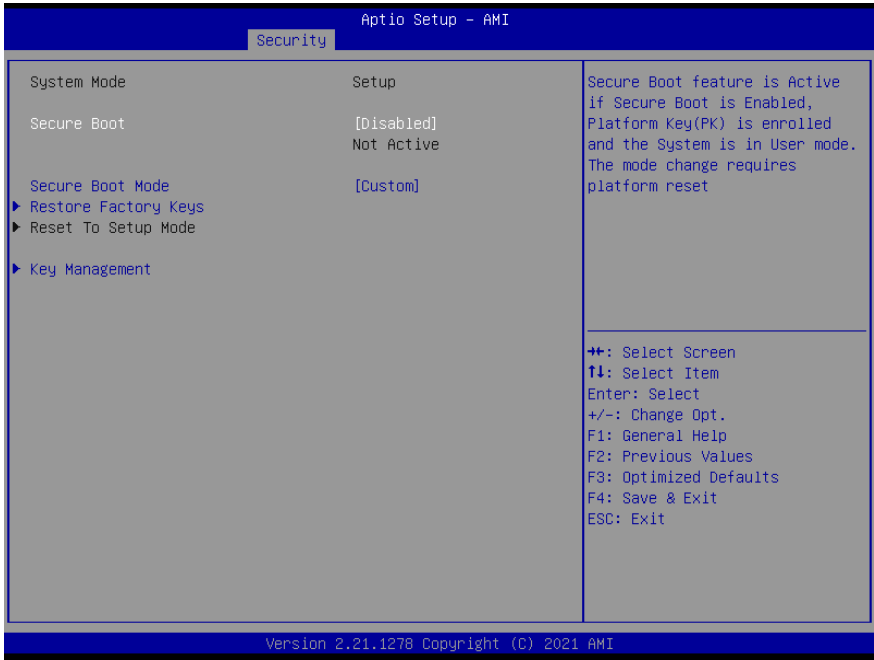 Aptio Setup - AMI
Security
System Mode Setup
Secure Boot [Disabled]
Not Active
Secure Boot Mode [Custom]
Restore Factory Keys
Reset To Setup Mode
Key Management
Secure Boot feature is Active
if Secure Boot is Enabled,
Platform Key(PK) is enrolled
and the System is in User mode.
The mode change requires
platform reset
→←: Select Screen
↑↓: Select Item
Enter: Select
+/-: Change Opt.
F1: General Help
F2: Previous Values
F3: Optimized Defaults
F4: Save & Exit
ESC: Exit
Version 2.21.1278 Copyright (C) 2021 AMI